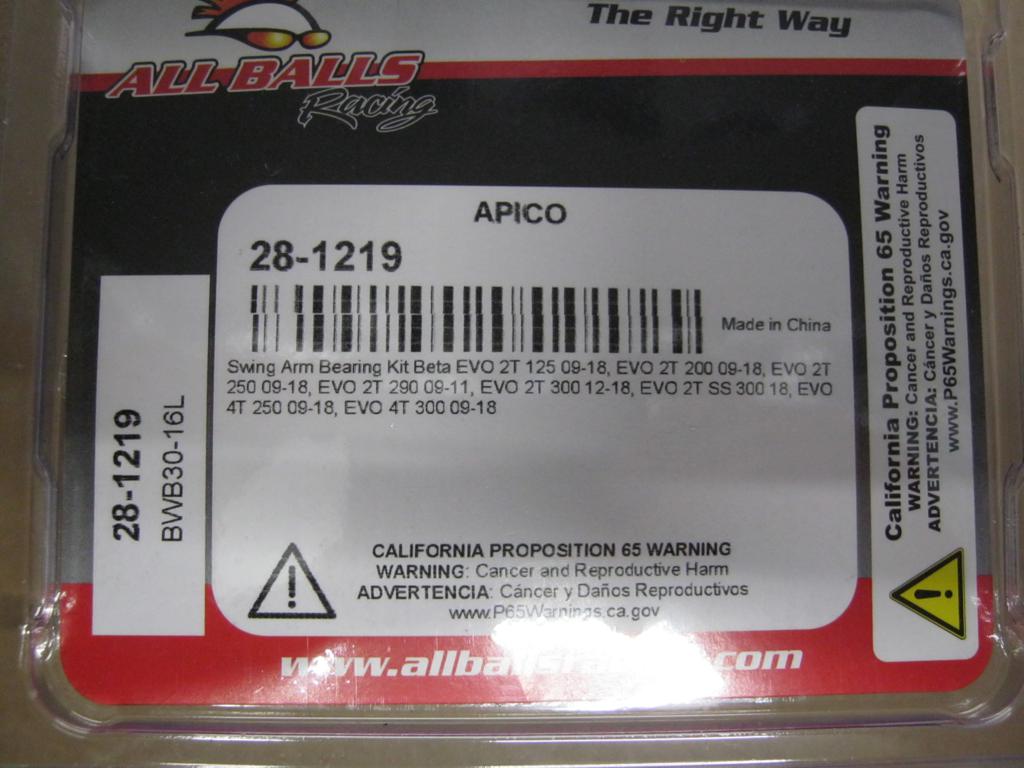 The Right Way
ALL BALLS
Racing
APICO
28-1219
Made in China
Swing Arm Bearing Kit Beta EVO 2T 125 09-18, EVO 2T 200 09-18, EVO 2T
250 09-18, EVO 2T 290 09-11, EVO 2T 300 12-18, EVO 2T SS 300 18, EVO
4T 250 09-18, EVO 4T 300 09-18
CALIFORNIA PROPOSITION 65 WARNING
WARNING: Cancer and Reproductive Harm
ADVERTENCIA: Cáncer y Daños Reproductivos
www.P65Warnings.ca.gov
28-1219
BWB30-16L
California Proposition 65 Warning
WARNING: Cancer and Reproductive Harm
ADVERTENCIA: Cáncer y Daños Reproductivos
www.P65Warnings.ca.gov